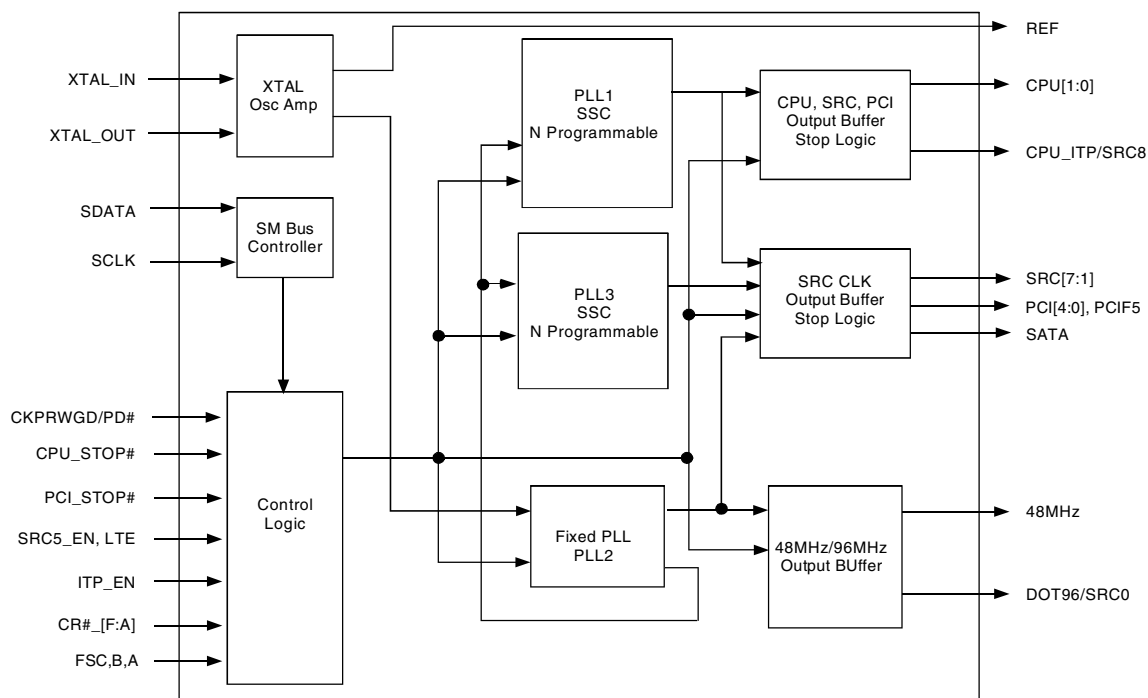 REF
XTAL_IN
XTAL_OUT
XTAL
Osc Amp
PLL1
SSC
N Programmable
CPU, SRC, PCI
Output Buffer
Stop Logic
CPU[1:0]
CPU_ITP/SRC8
SDATA
SCLK
SM Bus
Controller
PLL3
SSC
N Programmable
SRC CLK
Output Buffer
Stop Logic
SRC[7:1]
PCI[4:0], PCIF5
SATA
CKPRWGD/PD#
CPU_STOP#
PCI_STOP#
SRC5_EN, LTE
ITP_EN
CR#_[F:A]
FSC,B,A
Control
Logic
Fixed PLL
PLL2
48MHz/96MHz
Output BUffer
48MHz
DOT96/SRC0